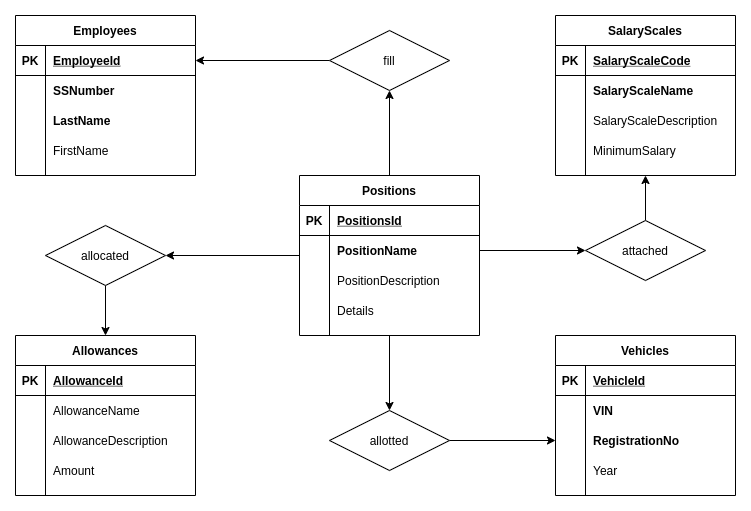 Employees
PK EmployeeId
SSNumber
LastName
FirstName
fill
SalaryScales
PK SalaryScaleCode
SalaryScaleName
SalaryScaleDescription
MinimumSalary
Positions
PK PositionsId
PositionName
PositionDescription
Details
allocated
attached
Allowances
PK AllowanceId
AllowanceName
AllowanceDescription
Amount
allotted
Vehicles
PK VehicleId
VIN
RegistrationNo
Year